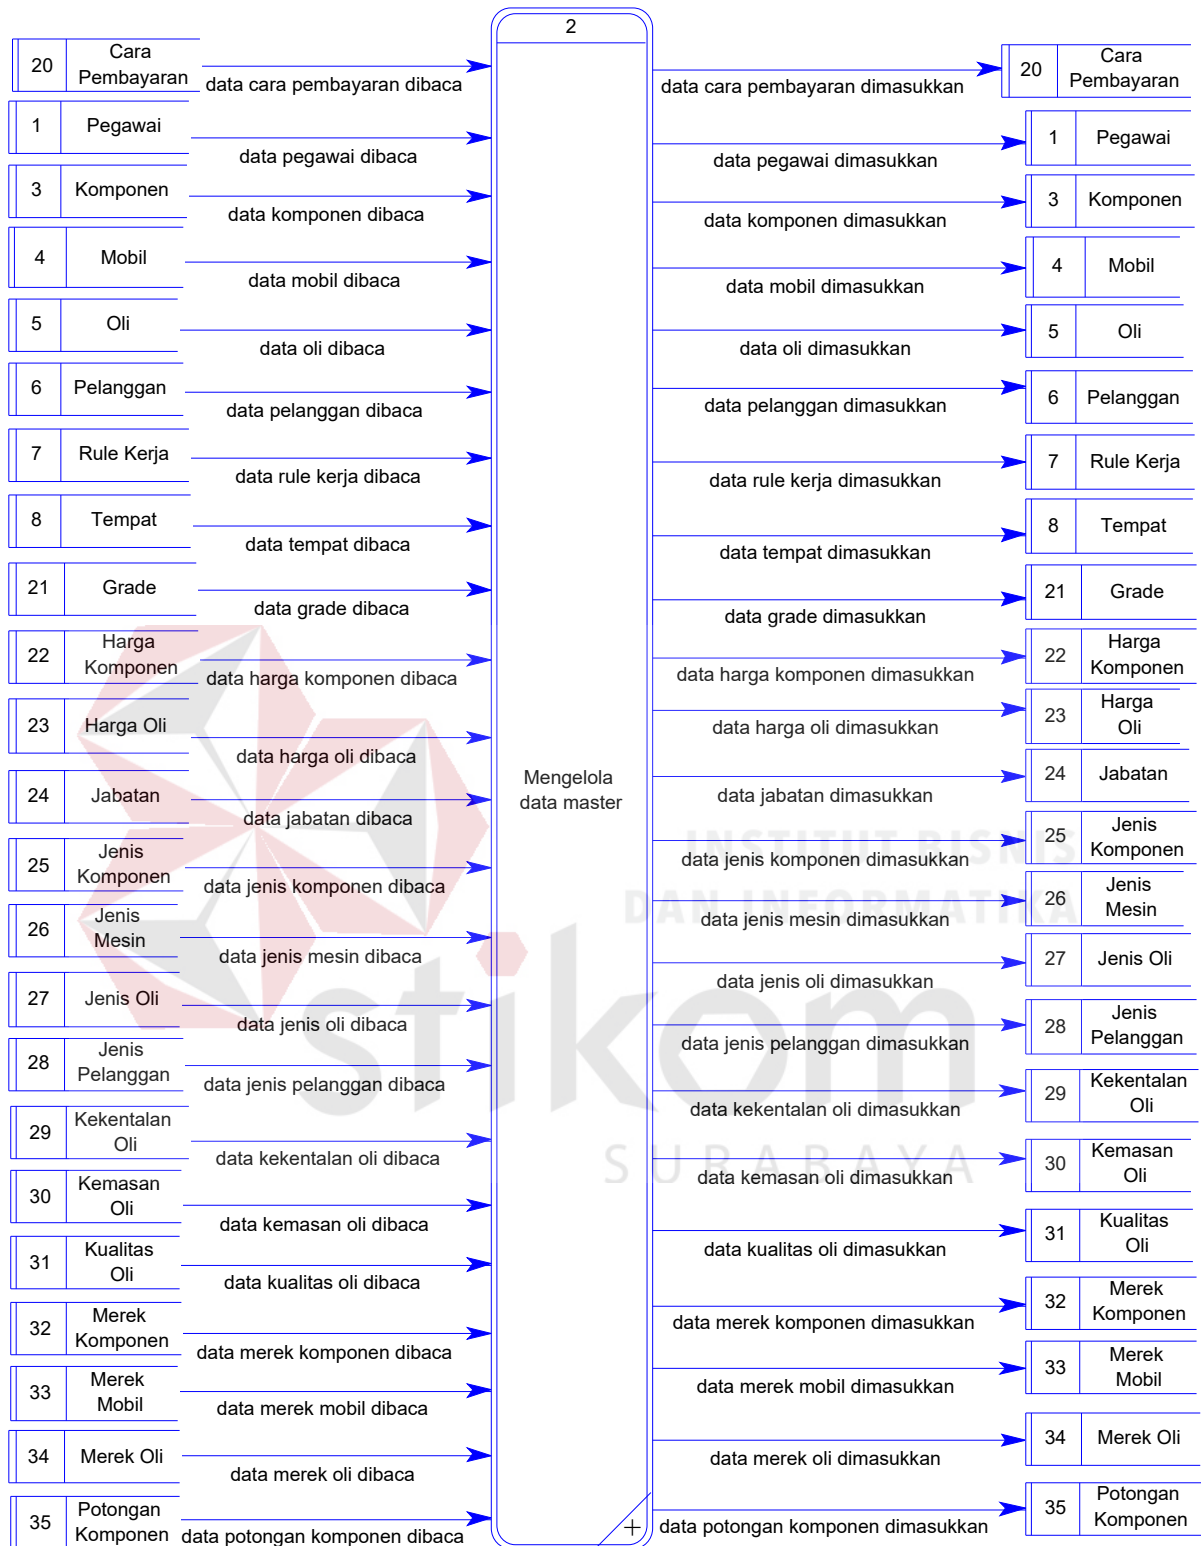 2
20
Cara
Pembayaran
data cara pembayaran dibaca
data cara pembayaran dimasukkan
20
Cara
Pembayaran
1
Pegawai
data pegawai dibaca
data pegawai dimasukkan
1
Pegawai
3
Komponen
data komponen dibaca
data komponen dimasukkan
3
Komponen
4
Mobil
data mobil dibaca
data mobil dimasukkan
4
Mobil
5
Oli
data oli dibaca
data oli dimasukkan
5
Oli
6
Pelanggan
data pelanggan dibaca
data pelanggan dimasukkan
6
Pelanggan
7
Rule Kerja
data rule kerja dibaca
data rule kerja dimasukkan
7
Rule Kerja
8
Tempat
data tempat dibaca
data tempat dimasukkan
8
Tempat
21
Grade
data grade dibaca
data grade dimasukkan
21
Grade
22
Harga
Komponen
data harga komponen dibaca
data harga komponen dimasukkan
22
Harga
Komponen
23
Harga Oli
data harga oli dibaca
data harga oli dimasukkan
23
Harga
Oli
Mengelola
data master
24
Jabatan
data jabatan dibaca
data jabatan dimasukkan
24
Jabatan
25
Jenis
Komponen
data jenis komponen dibaca
data jenis komponen dimasukkan
25
Jenis
Komponen
INSTITUT BISNIS
DAN INFORMATIKA
26
Jenis
Mesin
data jenis mesin dibaca
data jenis mesin dimasukkan
26
Jenis
Mesin
27
Jenis Oli
data jenis oli dibaca
data jenis oli dimasukkan
27
Jenis Oli
stikom
28
Jenis
Pelanggan
data jenis pelanggan dibaca
data jenis pelanggan dimasukkan
28
Jenis
Pelanggan
29
Kekentalan
Oli
data kekentalan oli dibaca
data kekentalan oli dimasukkan
29
Kekentalan
Oli
SURABAYA
30
Kemasan
Oli
data kemasan oli dibaca
data kemasan oli dimasukkan
30
Kemasan
Oli
31
Kualitas
Oli
data kualitas oli dibaca
data kualitas oli dimasukkan
31
Kualitas
Oli
32
Merek
Komponen
data merek komponen dibaca
data merek komponen dimasukkan
32
Merek
Komponen
33
Merek
Mobil
data merek mobil dibaca
data merek mobil dimasukkan
33
Merek
Mobil
34
Merek Oli
data merek oli dibaca
data merek oli dimasukkan
34
Merek Oli
35
Potongan
Komponen
data potongan komponen dibaca
data potongan komponen dimasukkan
35
Potongan
Komponen